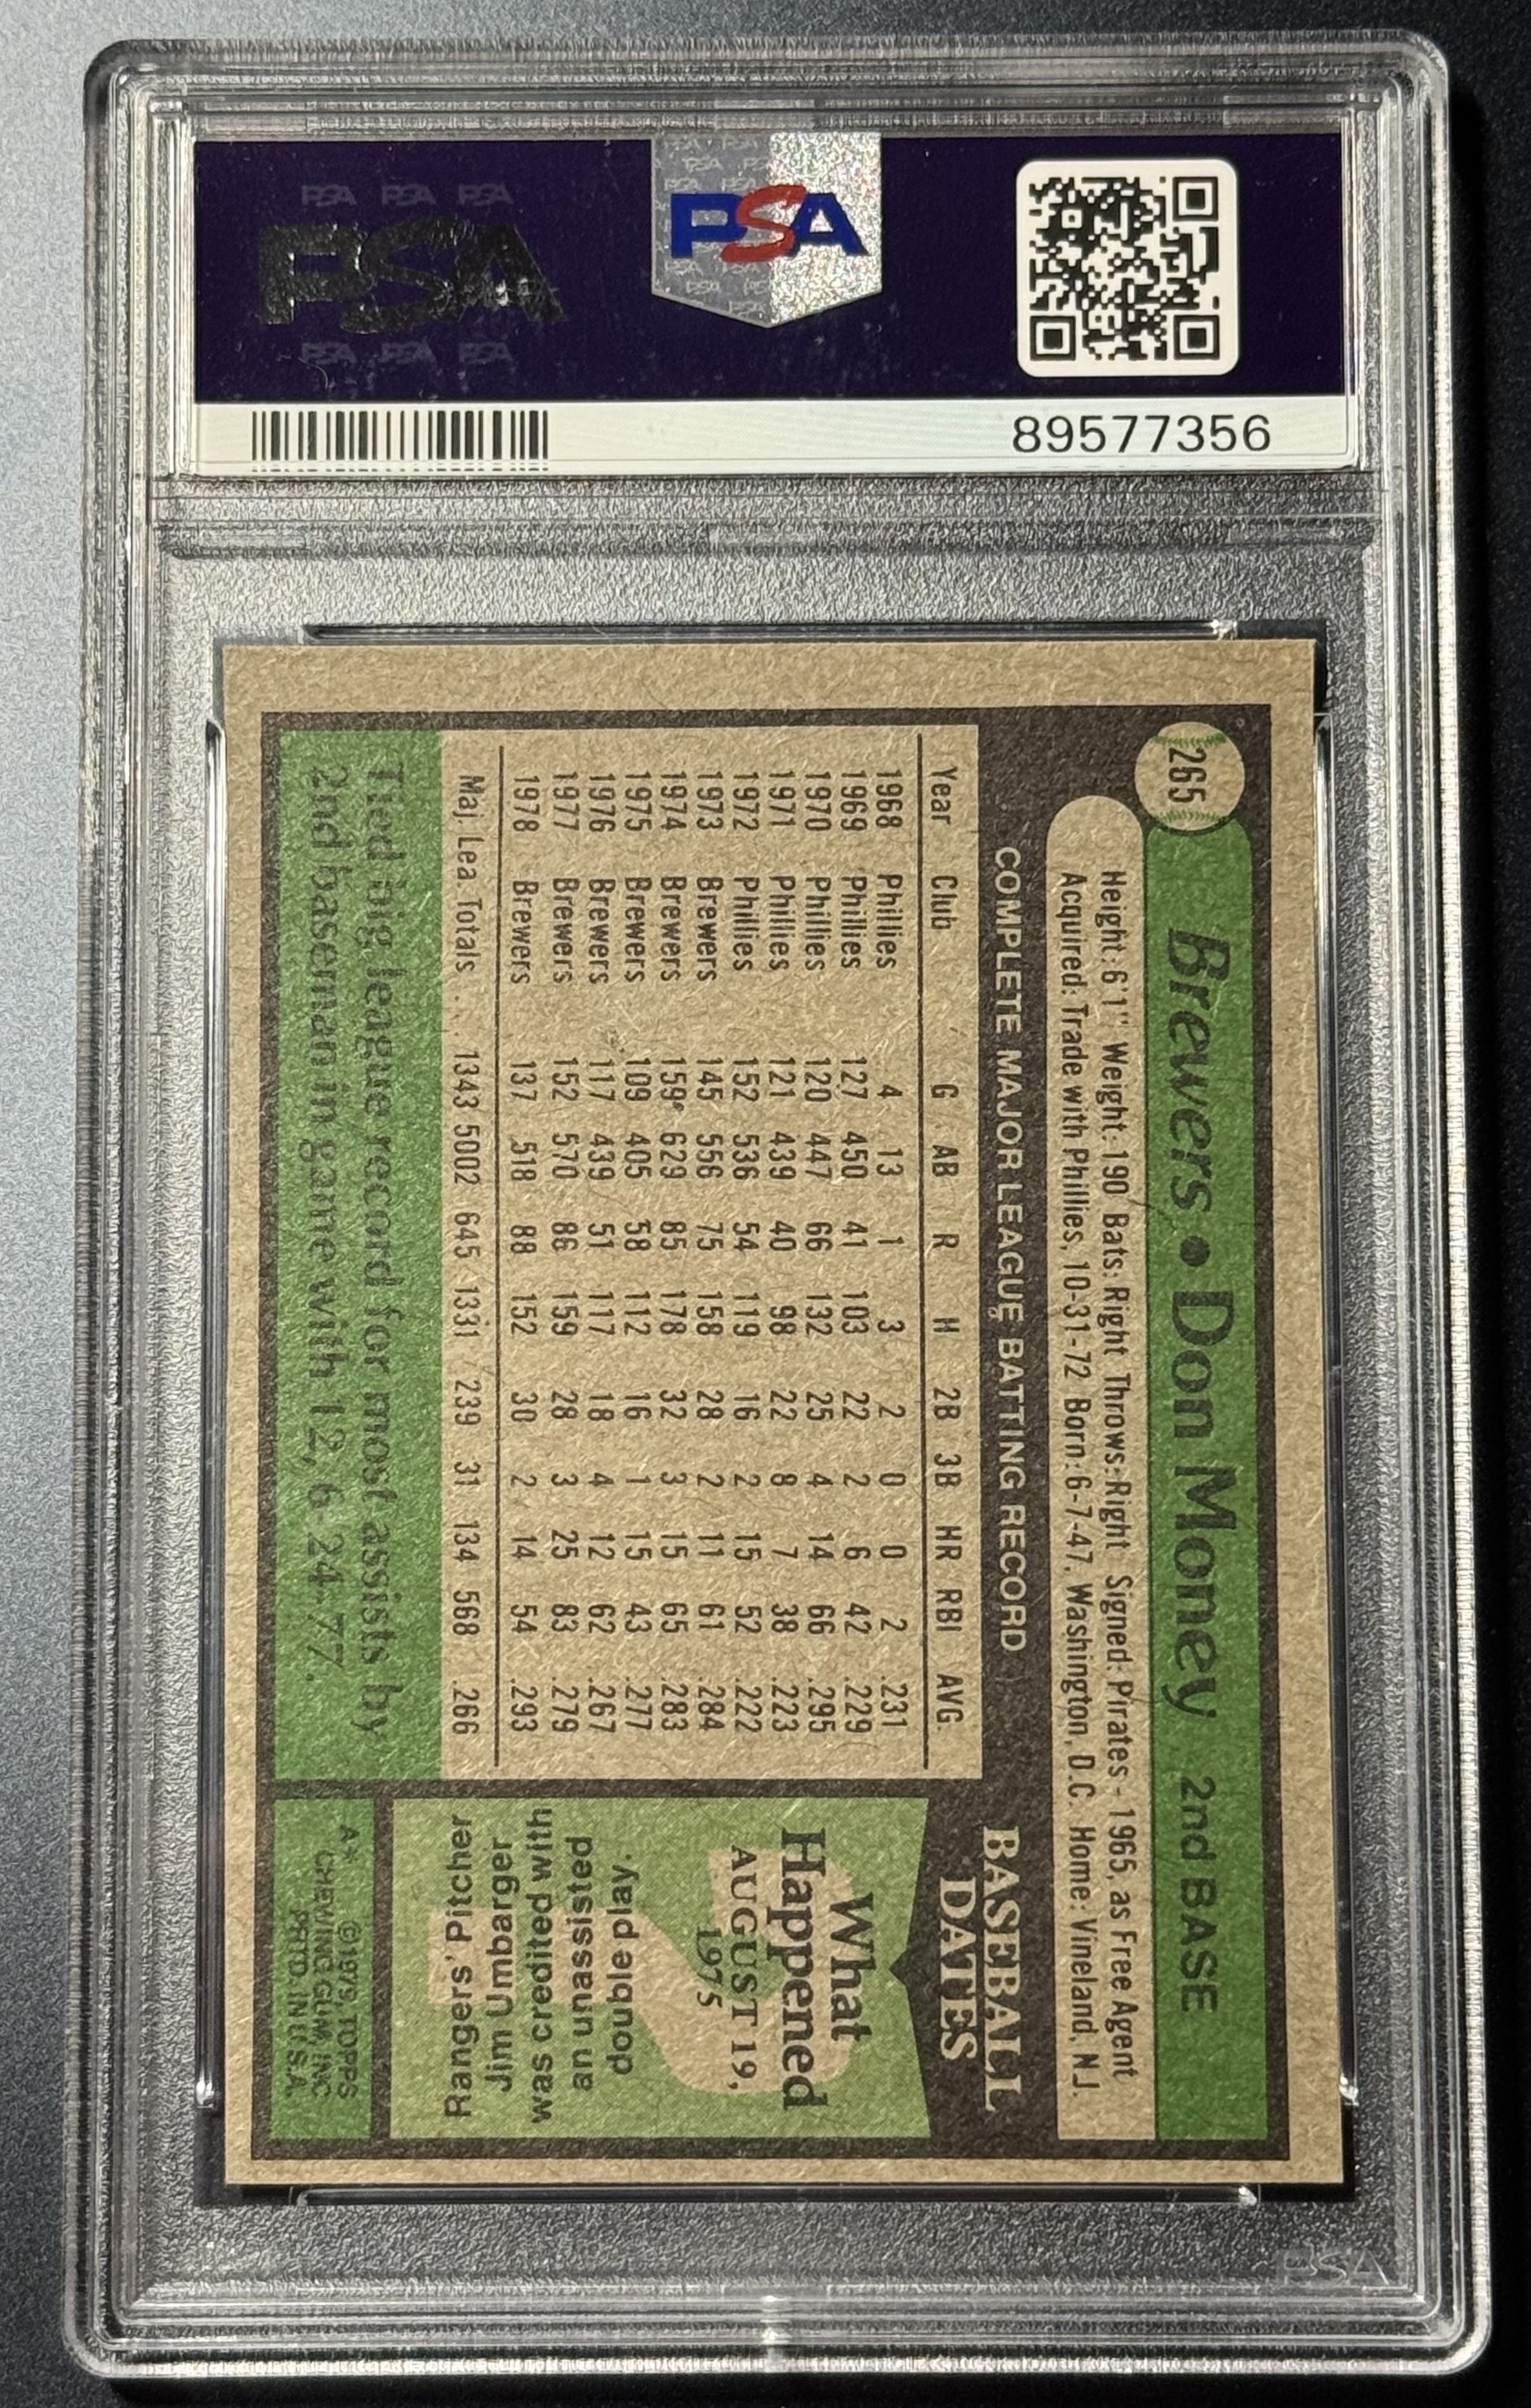 PSA PSA PSA
PSA
PSA PSA PSA
PSA
89577356
265
Brewers • Don Money 2nd BASE
Height: 6'1" Weight: 190 Bats: Right Throws: Right Signed: Pirates - 1965, as Free Agent
Acquired: Trade with Phillies, 10-31-72 Born: 6-7-47, Washington, D.C. Home: Vineland, N.J.
COMPLETE MAJOR LEAGUE BATTING RECORD
Year Club G AB R H 2B 3B HR RBI AVG.
1968 Phillies 4 13 1 3 2 0 0 2 .231
1969 Phillies 127 450 41 103 22 2 6 42 .229
1970 Phillies 120 447 66 132 25 4 14 66 .295
1971 Phillies 121 439 40 98 22 8 7 38 .223
1972 Phillies 152 536 54 119 16 2 15 52 .222
1973 Brewers 145 556 75 158 28 2 11 61 .284
1974 Brewers 159 629 85 178 32 3 15 65 .283
1975 Brewers 109 405 58 112 16 1 15 43 .277
1976 Brewers 117 439 51 117 18 4 12 62 .267
1977 Brewers 152 570 86 159 28 3 25 83 .279
1978 Brewers 137 518 88 152 30 2 14 54 .293
Maj. Lea. Totals . . 1343 5002 645 1331 239 31 134 568 .266
Tied big league record for most assists by
2nd baseman in game with 12, 6-24-77.
BASEBALL
DATES
What
Happened
AUGUST 19,
1975
Rangers' Pitcher
Jim Umbarger
was credited with
an unassisted
double play.
A* ©1979, TOPPS
CHEWING GUM, INC.
PRTD. IN U.S.A.
PSA